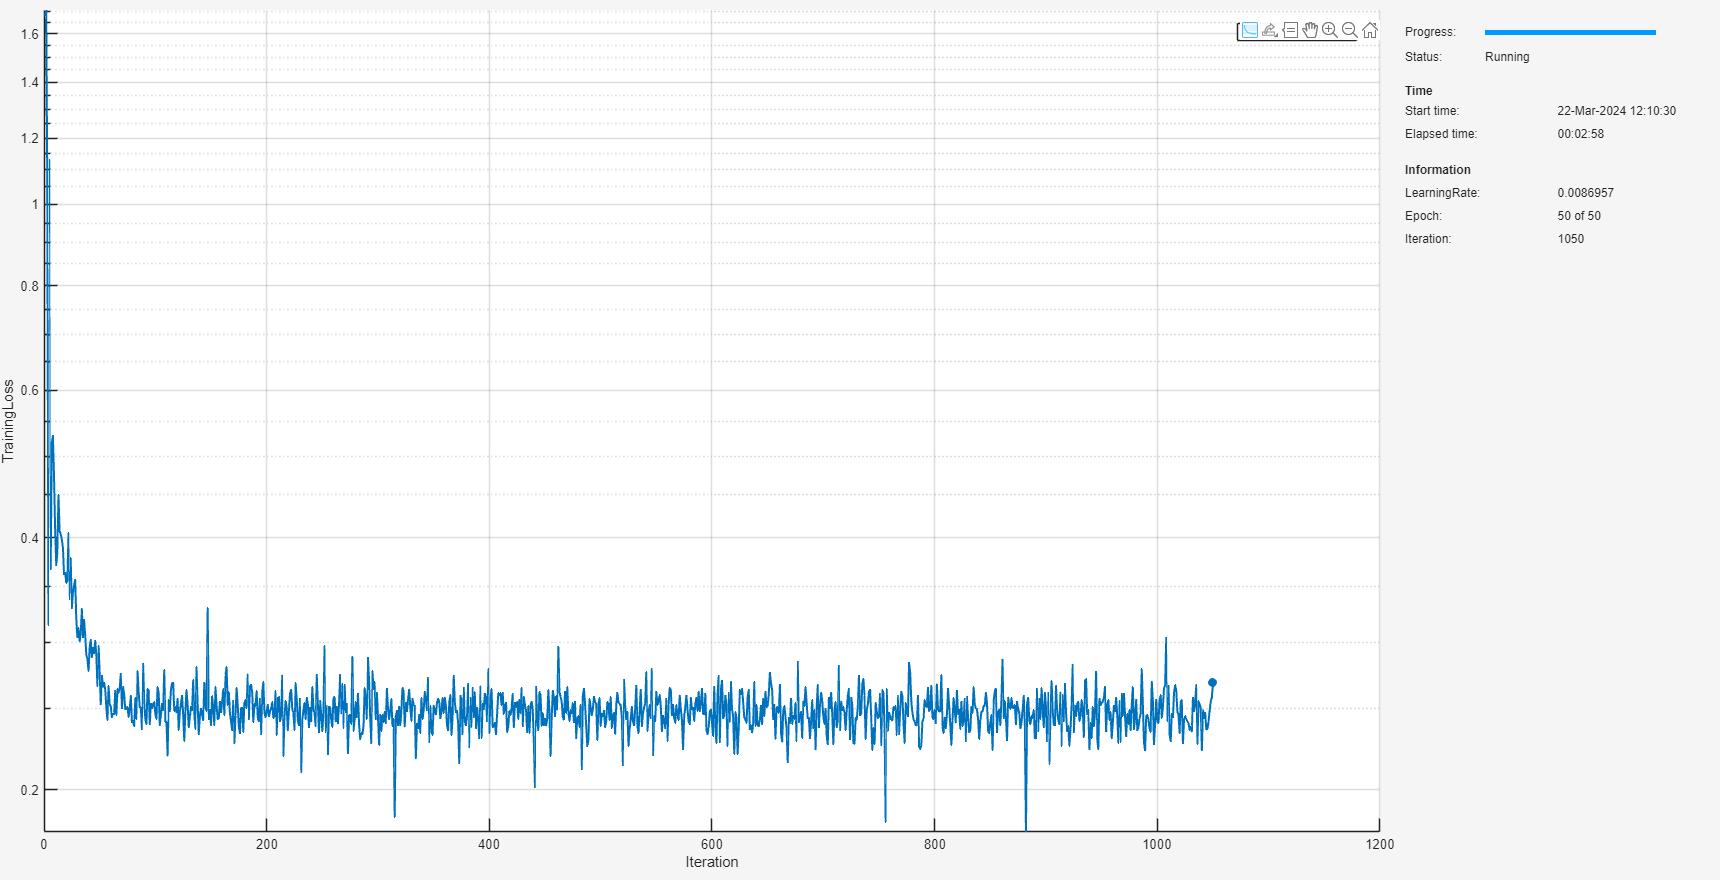 1.6
1.4
1.2
1
0.8
0.6
0.4
0.2
TrainingLoss
0
200
400
600
800
1000
1200
Iteration
Progress:
Status: Running
Time
Start time: 22-Mar-2024 12:10:30
Elapsed time: 00:02:58
Information
LearningRate: 0.0086957
Epoch: 50 of 50
Iteration: 1050